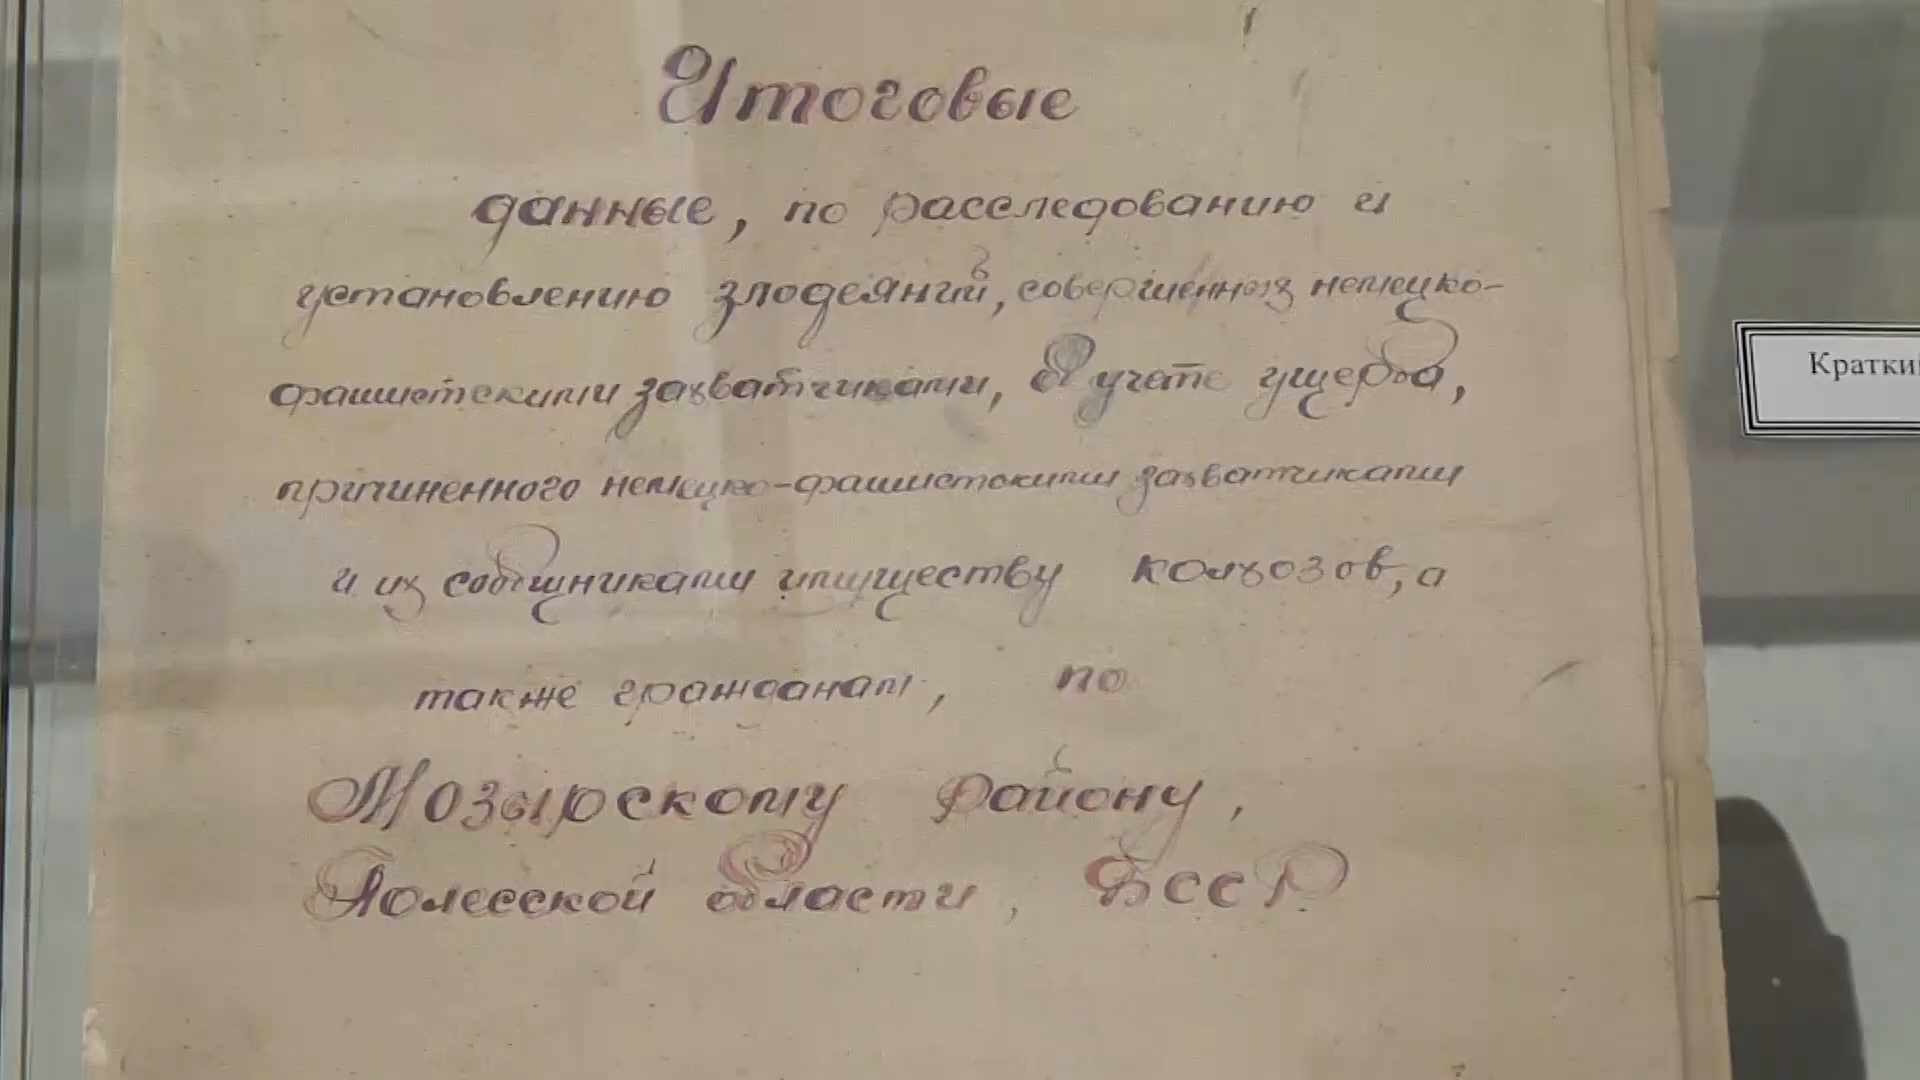 Итоговые
данные, по расследованию и
установлению злодеяний, совершенных немецко-
фашистскими захватчиками, и учете ущерба,
причиненного немецко-фашистскими захватчиками
и их сообщниками имуществу колхозов, а
также гражданам, по
Мозырскому району,
Полесской области, БССР
Кратки